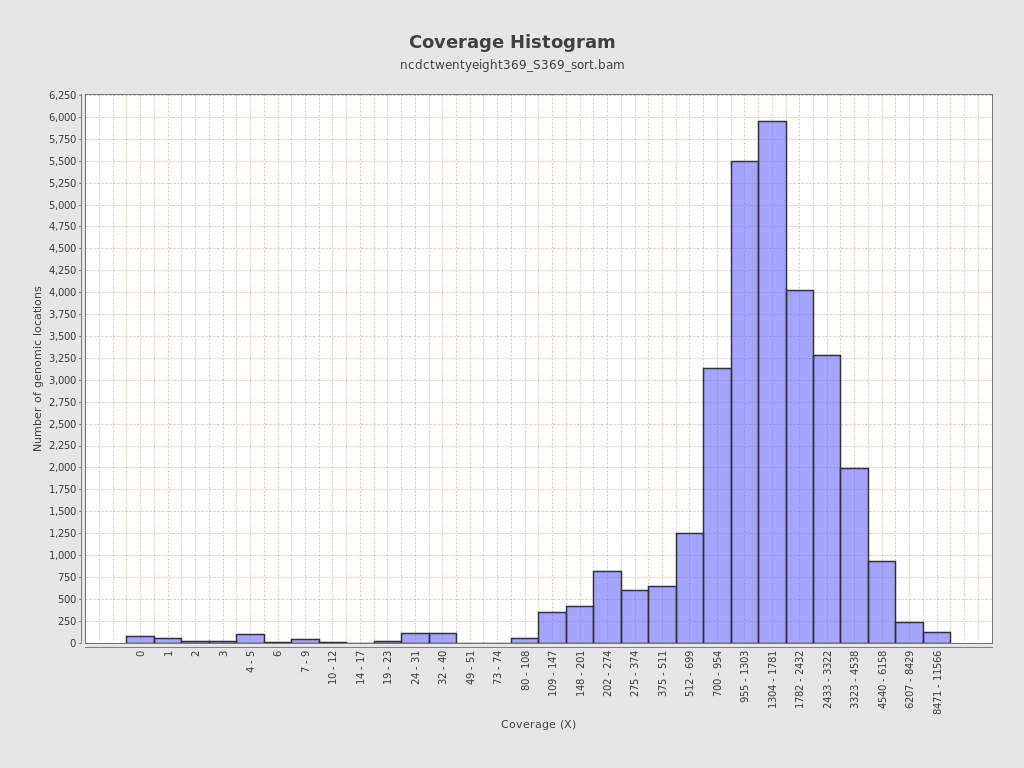 Coverage Histogram
ncdctwentyeight369_S369_sort.bam
6,250
6,000
5,750
5,500
5,250
5,000
4,750
4,500
4,250
4,000
3,750
3,500
3,250
3,000
2,750
2,500
2,250
2,000
1,750
1,500
1,250
1,000
750
500
250
0
Number of genomic locations
0
1
2
3
4 - 5
6
7 - 9
10 - 12
14 - 17
19 - 23
24 - 31
32 - 40
49 - 51
73 - 74
80 - 108
109 - 147
148 - 201
202 - 274
275 - 374
375 - 511
512 - 699
700 - 954
955 - 1303
1304 - 1781
1782 - 2432
2433 - 3322
3323 - 4538
4540 - 6158
6207 - 8429
8471 - 11566
Coverage (X)